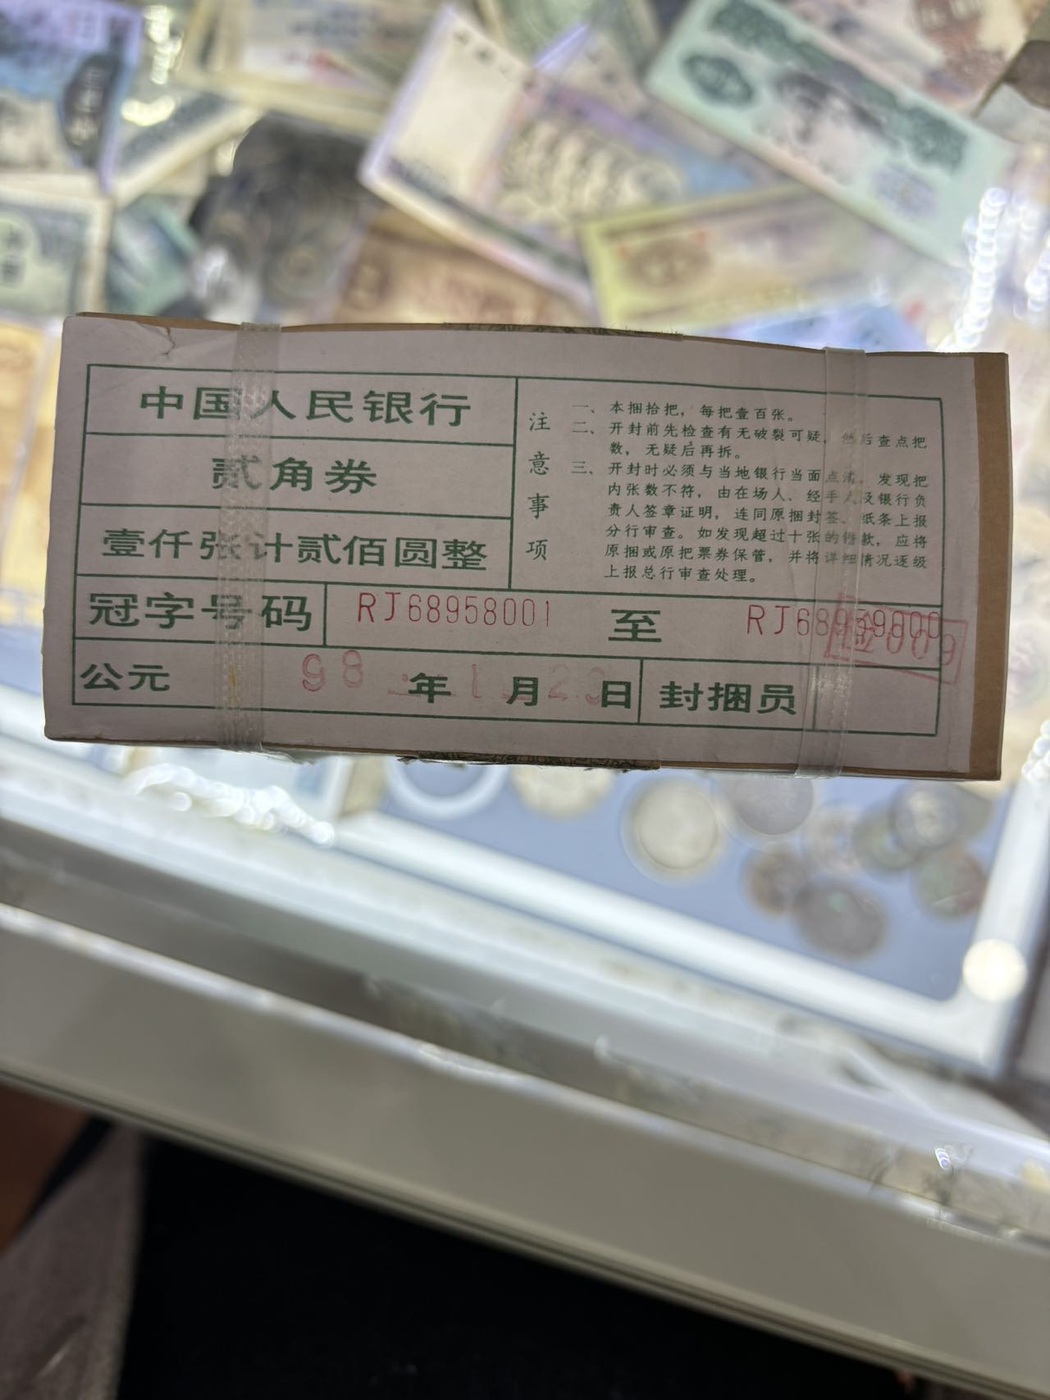 中国人民银行
贰角券
壹仟张计贰佰圆整
注意事项
一、本捆拾把，每把壹百张。
二、开封前先检查有无破裂可疑，然后查点把
数，无疑后再拆。
三、开封时必须与当地银行当面点清，发现把
内张数不符，由在场人、经手人及银行负
责人签章证明，连同原捆封签、纸条上报
分行审查。如发现超过十张的错款，应将
原捆或原把票券保管，并将详细情况逐级
上报总行审查处理。
冠字号码 RJ68958001 至 RJ68959000
公元 98 年 月 日 封捆员